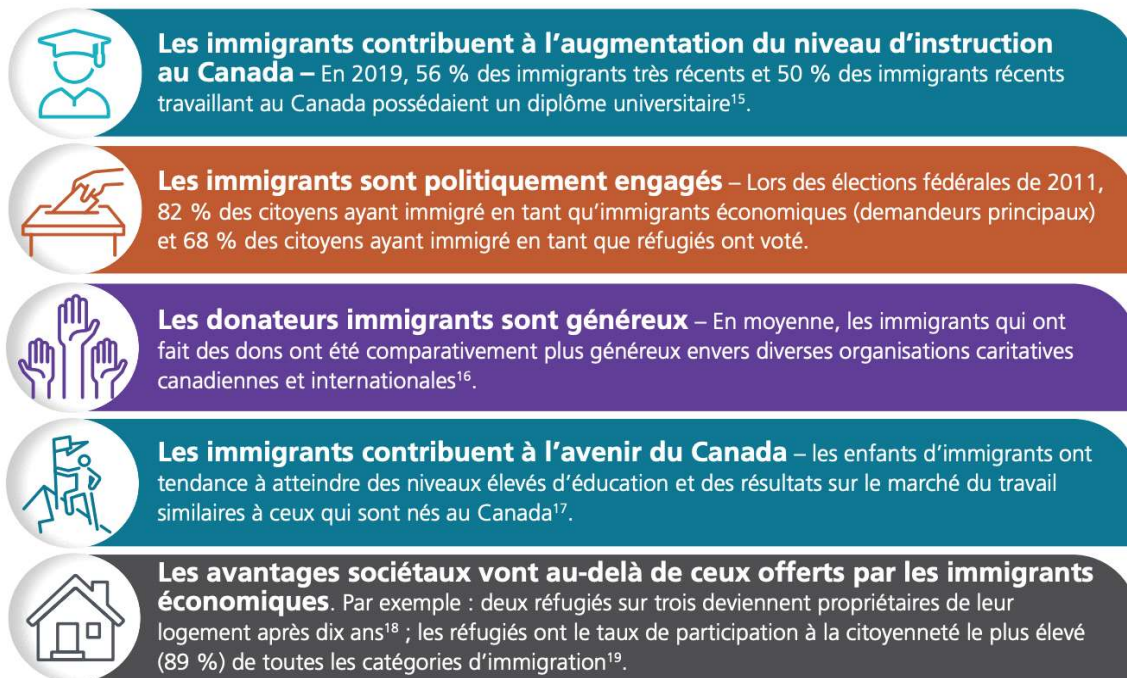 Les immigrants contribuent à l’augmentation du niveau d’instruction
au Canada – En 2019, 56 % des immigrants très récents et 50 % des immigrants récents
travaillant au Canada possédaient un diplôme universitaire¹⁵.
Les immigrants sont politiquement engagés – Lors des élections fédérales de 2011,
82 % des citoyens ayant immigré en tant qu’immigrants économiques (demandeurs principaux)
et 68 % des citoyens ayant immigré en tant que réfugiés ont voté.
Les donateurs immigrants sont généreux – En moyenne, les immigrants qui ont
fait des dons ont été comparativement plus généreux envers diverses organisations caritatives
canadiennes et internationales¹⁶.
Les immigrants contribuent à l’avenir du Canada – les enfants d’immigrants ont
tendance à atteindre des niveaux élevés d’éducation et des résultats sur le marché du travail
similaires à ceux qui sont nés au Canada¹⁷.
Les avantages sociétaux vont au-delà de ceux offerts par les immigrants
économiques. Par exemple : deux réfugiés sur trois deviennent propriétaires de leur
logement après dix ans¹⁸ ; les réfugiés ont le taux de participation à la citoyenneté le plus élevé
(89 %) de toutes les catégories d’immigration¹⁹.